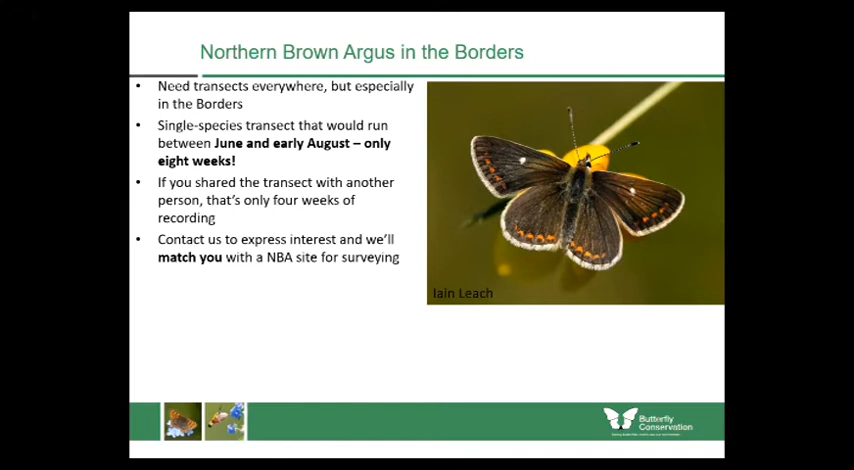 Northern Brown Argus in the Borders
• Need transects everywhere, but especially
in the Borders
• Single-species transect that would run
between June and early August – only
eight weeks!
• If you shared the transect with another
person, that's only four weeks of
recording
• Contact us to express interest and we'll
match you with a NBA site for surveying
Iain Leach
Butterfly
Conservation